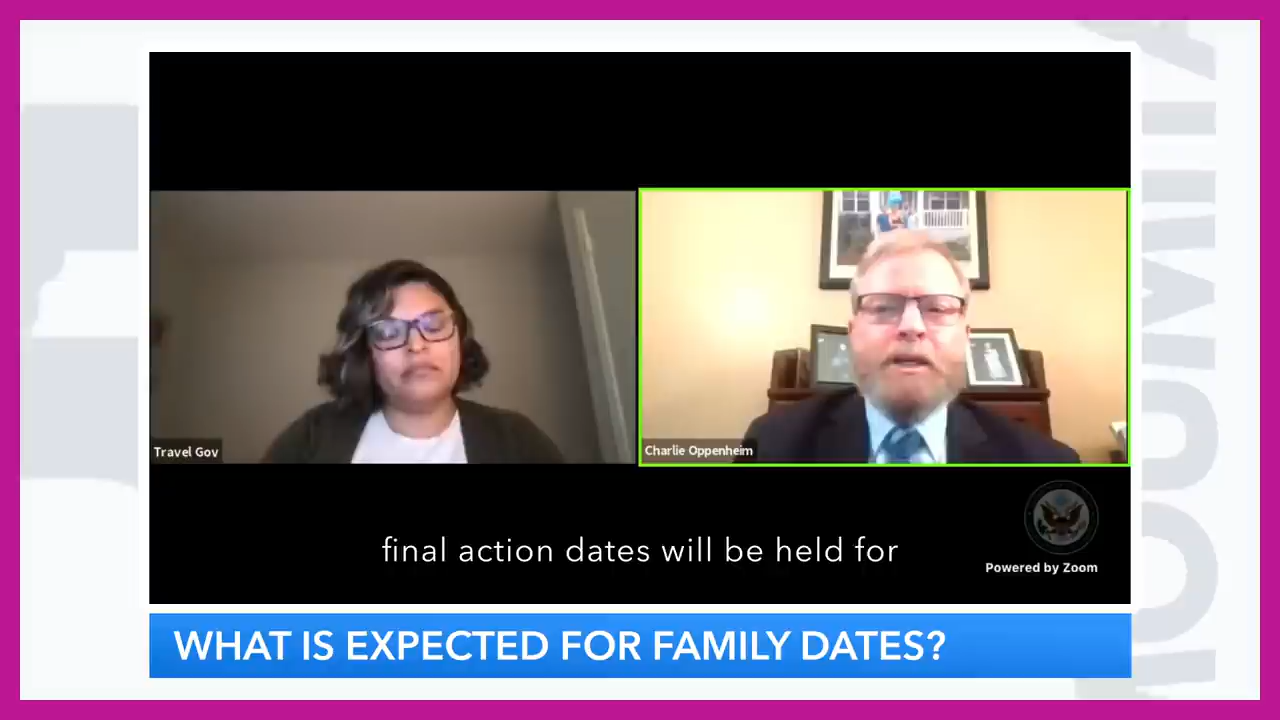 Travel Gov
Charlie Oppenheim
final action dates will be held for
Powered by Zoom
WHAT IS EXPECTED FOR FAMILY DATES?